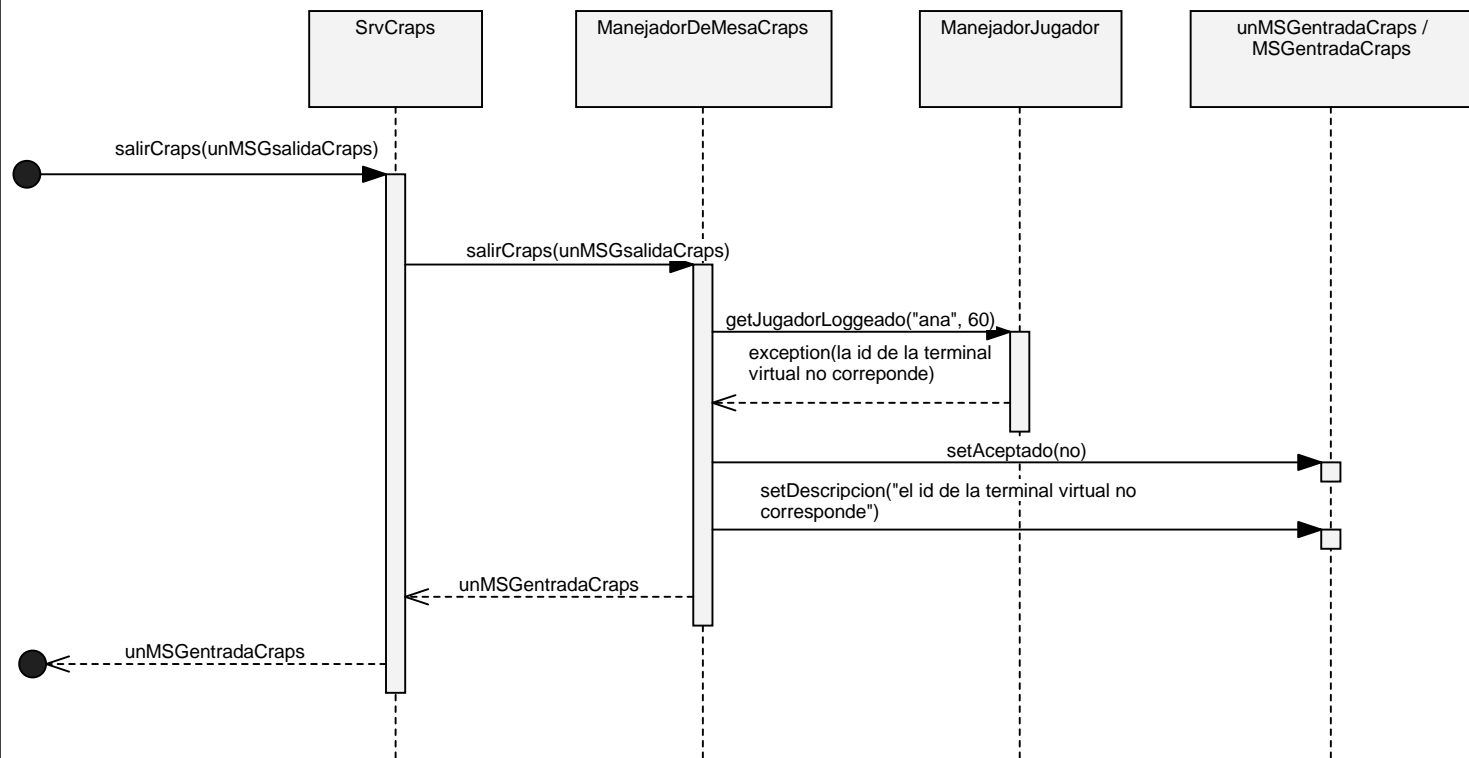 SrvCraps
ManejadorDeMesaCraps
ManejadorJugador
unMSGentradaCraps /
MSGentradaCraps
salirCraps(unMSGsalidaCraps)
salirCraps(unMSGsalidaCraps)
getJugadorLoggeado("ana", 60)
exception(la id de la terminal
virtual no correponde)
setAceptado(no)
setDescripcion("el id de la terminal virtual no
corresponde")
unMSGentradaCraps
unMSGentradaCraps